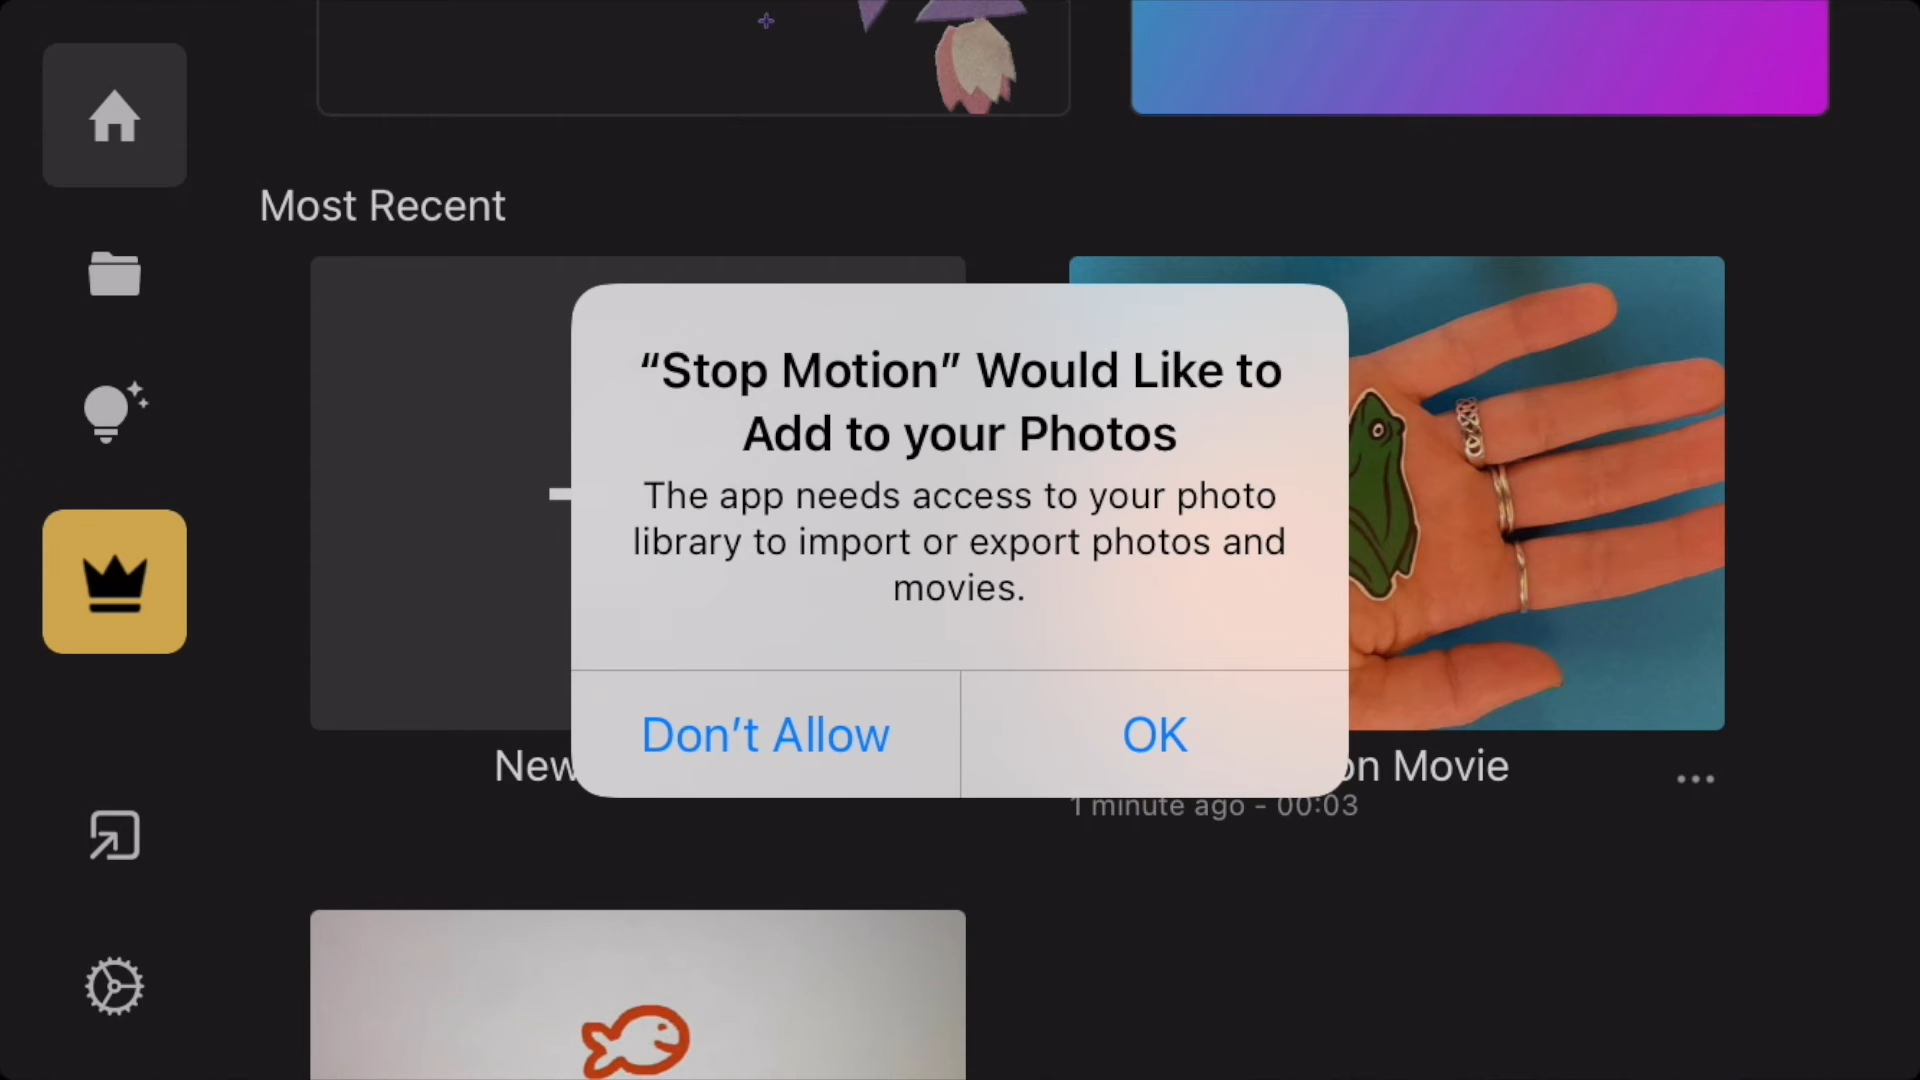 Most Recent
“Stop Motion” Would Like to
Add to your Photos
The app needs access to your photo
library to import or export photos and
movies.
Don’t Allow
OK
New
on Movie
1 minute ago - 00:03